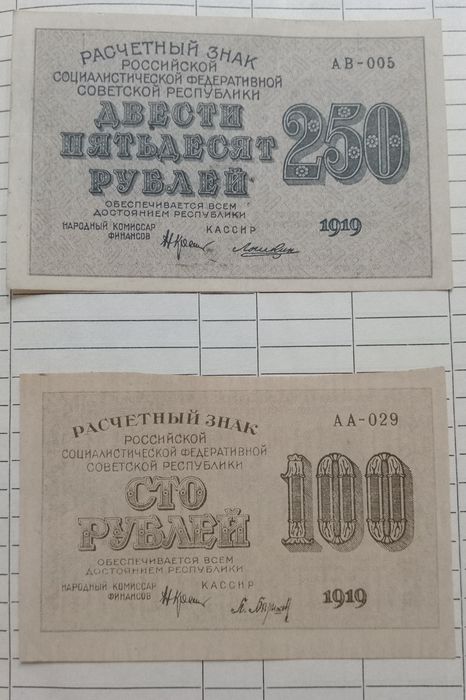 РАСЧЕТНЫЙ ЗНАК
РОССИЙСКОЙ
СОЦИАЛИСТИЧЕСКОЙ ФЕДЕРАТИВНОЙ
СОВЕТСКОЙ РЕСПУБЛИКИ
ДВЕСТИ
ПЯТЬДЕСЯТ
РУБЛЕЙ
ОБЕСПЕЧИВАЕТСЯ ВСЕМ
ДОСТОЯНИЕМ РЕСПУБЛИКИ
НАРОДНЫЙ КОМИССАР
ФИНАНСОВ
КАССИР
АВ-005
250
1919
РАСЧЕТНЫЙ ЗНАК
РОССИЙСКОЙ
СОЦИАЛИСТИЧЕСКОЙ ФЕДЕРАТИВНОЙ
СОВЕТСКОЙ РЕСПУБЛИКИ
СТО
РУБЛЕЙ
ОБЕСПЕЧИВАЕТСЯ ВСЕМ
ДОСТОЯНИЕМ РЕСПУБЛИКИ
НАРОДНЫЙ КОМИССАР
ФИНАНСОВ
КАССИР
АА-029
100
1919